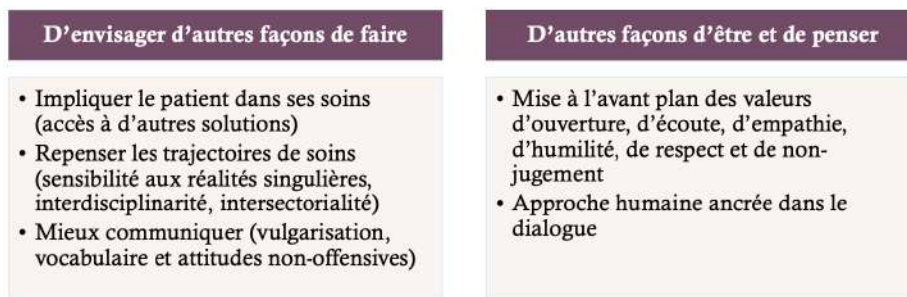 D'envisager d'autres façons de faire
• Impliquer le patient dans ses soins
(accès à d'autres solutions)
• Repenser les trajectoires de soins
(sensibilité aux réalités singulières,
interdisciplinarité, intersectorialité)
• Mieux communiquer (vulgarisation,
vocabulaire et attitudes non-offensives)
D'autres façons d'être et de penser
• Mise à l'avant plan des valeurs
d'ouverture, d'écoute, d'empathie,
d'humilité, de respect et de non-
jugement
• Approche humaine ancrée dans le
dialogue